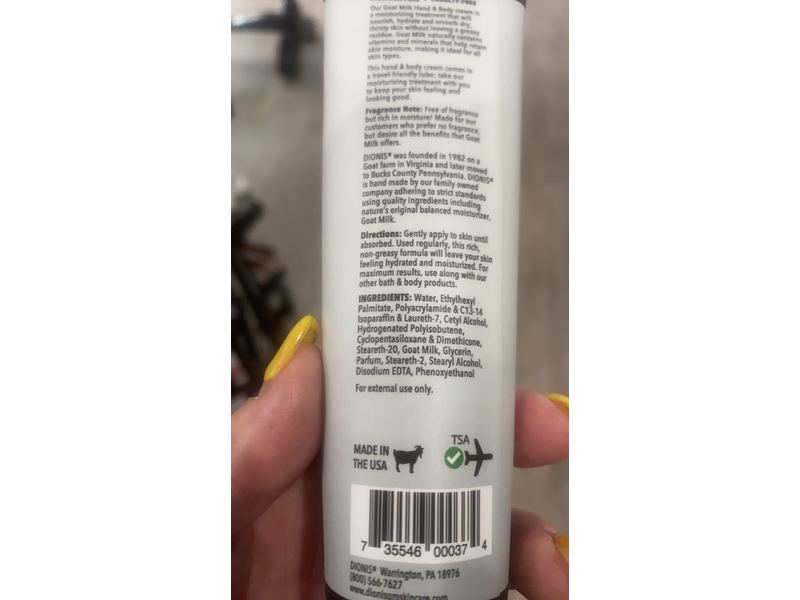 CRUELTY-FREE
Our Goat Milk Hand & Body cream is
a moisturizing treatment that will
nourish, hydrate and smooth dry,
thirsty skin without leaving a greasy
residue. Goat Milk naturally contains
vitamins and minerals that help retain
skin moisture, making it ideal for all
skin types.
This hand & body cream comes in
a travel-friendly tube; take our
moisturizing treatment with you
to keep your skin feeling and
looking good.
Fragrance Note: Free of fragrance
but rich in moisture! Made for our
customers who prefer no fragrance,
but desire all the benefits that Goat
Milk offers.
DIONIS® was founded in 1982 on a
Goat farm in Virginia and later moved
to Bucks County Pennsylvania. DIONIS®
is hand made by our family owned
company adhering to strict standards
using quality ingredients including
nature's original balanced moisturizer,
Goat Milk.
Directions: Gently apply to skin until
absorbed. Used regularly, this rich,
non-greasy formula will leave your skin
feeling hydrated and moisturized. For
maximum results, use along with our
other bath & body products.
INGREDIENTS: Water, Ethylhexyl
Palmitate, Polyacrylamide & C13-14
Isoparaffin & Laureth-7, Cetyl Alcohol,
Hydrogenated Polyisobutene,
Cyclopentasiloxane & Dimethicone,
Steareth-20, Goat Milk, Glycerin,
Parfum, Steareth-2, Stearyl Alcohol,
Disodium EDTA, Phenoxyethanol
For external use only.
MADE IN
THE USA
TSA
7 35546 00037 4
DIONIS® Warrington, PA 18976
(800) 566-7627
www.dionisgmskincare.com